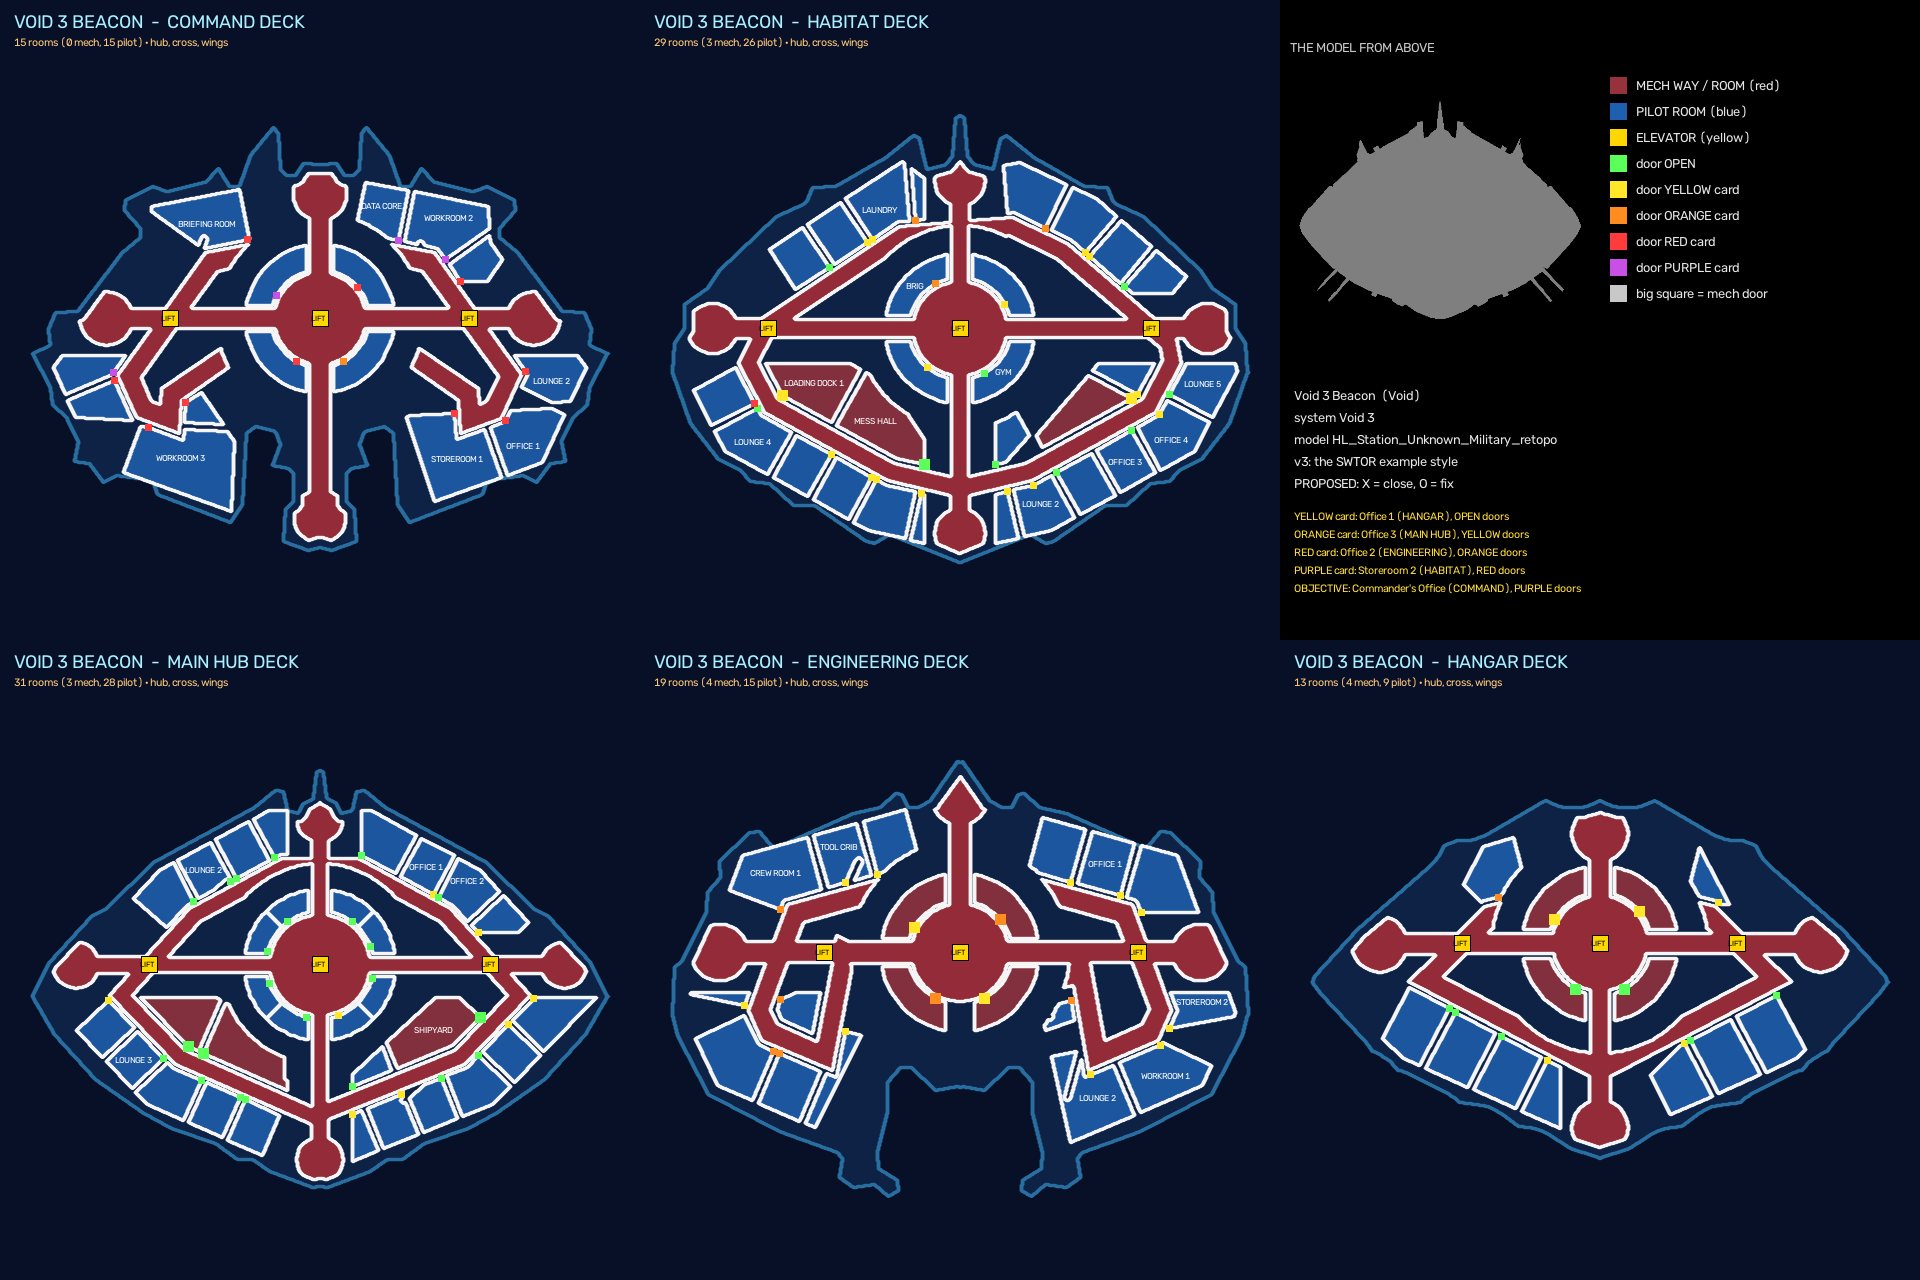 VOID 3 BEACON - COMMAND DECK
15 rooms (0 mech, 15 pilot) • hub, cross, wings
BRIEFING ROOM
DATA CORE
WORKROOM 2
LIFT
LIFT
LIFT
LOUNGE 2
WORKROOM 3
STOREROOM 1
OFFICE 1
VOID 3 BEACON - HABITAT DECK
29 rooms (3 mech, 26 pilot) • hub, cross, wings
LAUNDRY
BRIG
LIFT
LIFT
LIFT
GYM
LOADING DOCK 1
MESS HALL
LOUNGE 5
LOUNGE 4
OFFICE 4
OFFICE 3
LOUNGE 2
THE MODEL FROM ABOVE
MECH WAY / ROOM (red)
PILOT ROOM (blue)
ELEVATOR (yellow)
door OPEN
door YELLOW card
door ORANGE card
door RED card
door PURPLE card
big square = mech door
Void 3 Beacon (Void)
system Void 3
model HL_Station_Unknown_Military_retopo
v3: the SWTOR example style
PROPOSED: X = close, O = fix
YELLOW card: Office 1 (HANGAR), OPEN doors
ORANGE card: Office 3 (MAIN HUB), YELLOW doors
RED card: Office 2 (ENGINEERING), ORANGE doors
PURPLE card: Storeroom 2 (HABITAT), RED doors
OBJECTIVE: Commander's Office (COMMAND), PURPLE doors
VOID 3 BEACON - MAIN HUB DECK
31 rooms (3 mech, 28 pilot) • hub, cross, wings
LOUNGE 2
OFFICE 1
OFFICE 2
LIFT
LIFT
LIFT
SHIPYARD
LOUNGE 3
VOID 3 BEACON - ENGINEERING DECK
19 rooms (4 mech, 15 pilot) • hub, cross, wings
TOOL CRIB
CREW ROOM 1
OFFICE 1
LIFT
LIFT
LIFT
STOREROOM 2
WORKROOM 1
LOUNGE 2
VOID 3 BEACON - HANGAR DECK
13 rooms (4 mech, 9 pilot) • hub, cross, wings
LIFT
LIFT
LIFT